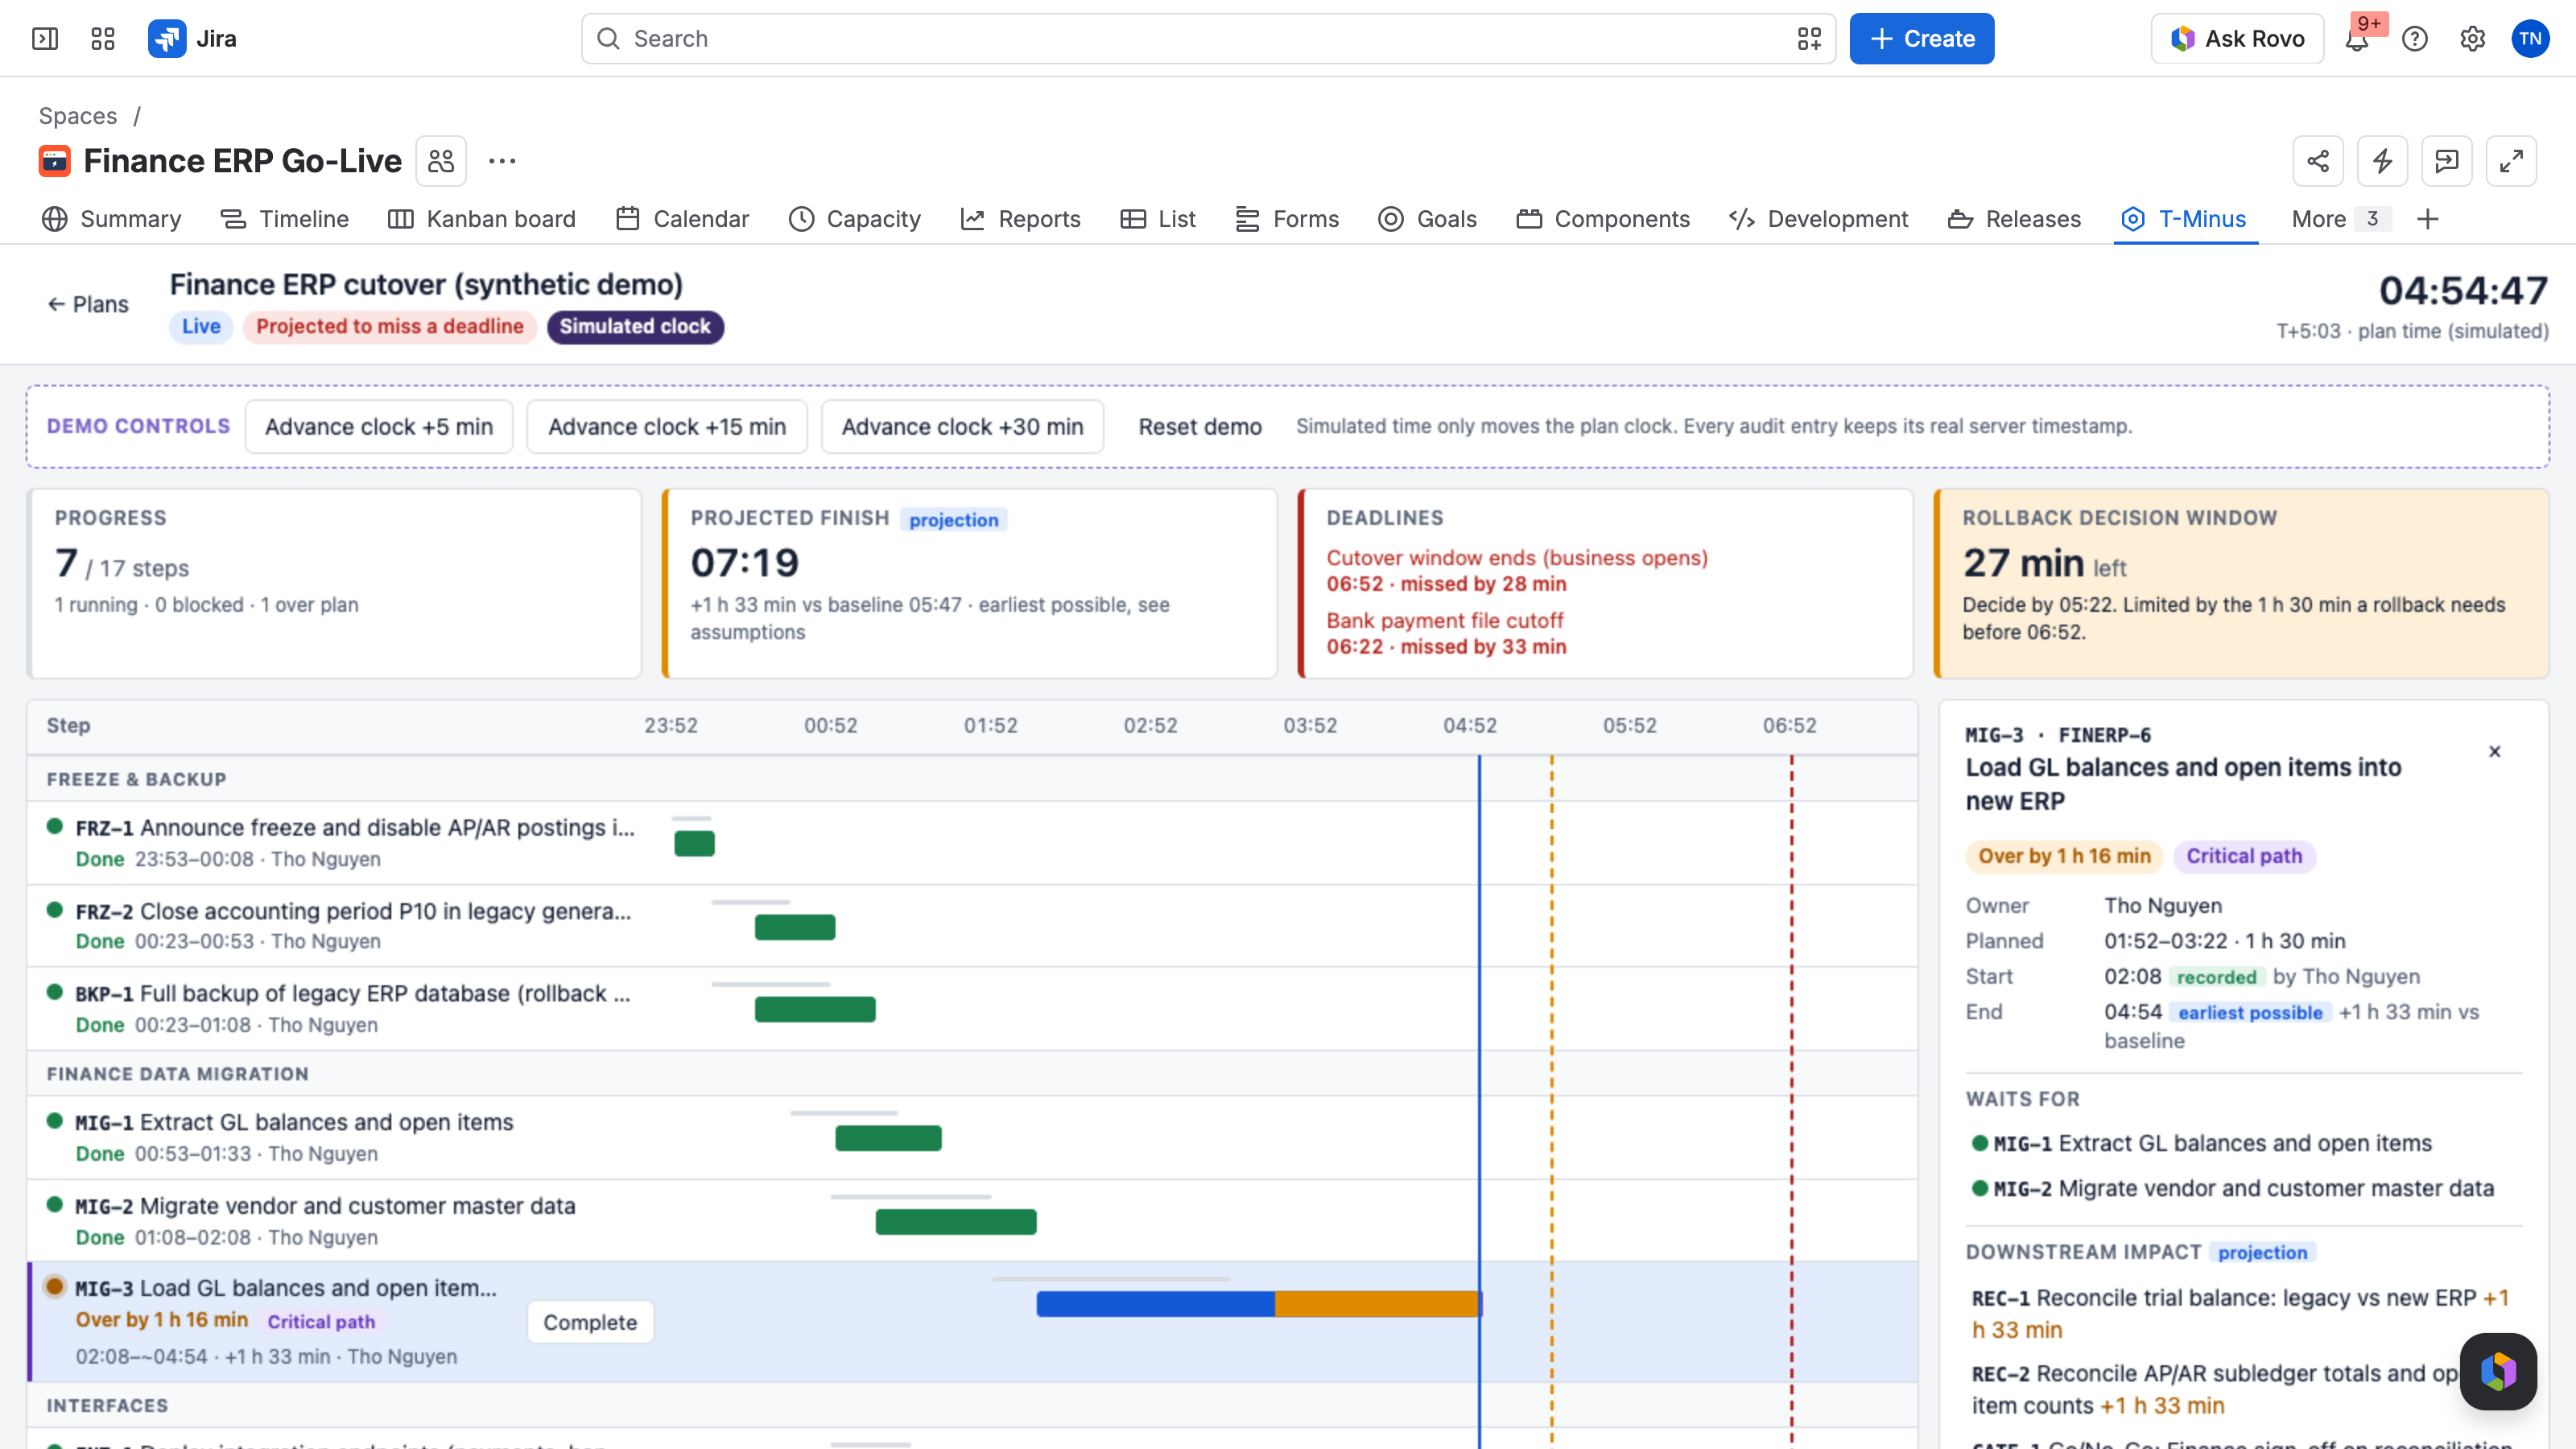 Jira
Search
Create
Ask Rovo
9+
TN
Spaces /
Finance ERP Go-Live
Summary
Timeline
Kanban board
Calendar
Capacity
Reports
List
Forms
Goals
Components
Development
Releases
T-Minus
More 3
← Plans
Finance ERP cutover (synthetic demo)
Live
Projected to miss a deadline
Simulated clock
04:54:47
T+5:03 · plan time (simulated)
DEMO CONTROLS
Advance clock +5 min
Advance clock +15 min
Advance clock +30 min
Reset demo
Simulated time only moves the plan clock. Every audit entry keeps its real server timestamp.
PROGRESS
7 / 17 steps
1 running · 0 blocked · 1 over plan
PROJECTED FINISH projection
07:19
+1 h 33 min vs baseline 05:47 · earliest possible, see
assumptions
DEADLINES
Cutover window ends (business opens)
06:52 · missed by 28 min
Bank payment file cutoff
06:22 · missed by 33 min
ROLLBACK DECISION WINDOW
27 min left
Decide by 05:22. Limited by the 1 h 30 min a rollback needs
before 06:52.
Step
23:52 00:52 01:52 02:52 03:52 04:52 05:52 06:52
FREEZE & BACKUP
FRZ-1 Announce freeze and disable AP/AR postings i...
Done 23:53–00:08 · Tho Nguyen
FRZ-2 Close accounting period P10 in legacy genera...
Done 00:23–00:53 · Tho Nguyen
BKP-1 Full backup of legacy ERP database (rollback ...
Done 00:23–01:08 · Tho Nguyen
FINANCE DATA MIGRATION
MIG-1 Extract GL balances and open items
Done 00:53–01:33 · Tho Nguyen
MIG-2 Migrate vendor and customer master data
Done 01:08–02:08 · Tho Nguyen
MIG-3 Load GL balances and open item...
Over by 1 h 16 min Critical path
Complete
02:08–~04:54 · +1 h 33 min · Tho Nguyen
INTERFACES
MIG-3 · FINERP-6
×
Load GL balances and open items into
new ERP
Over by 1 h 16 min
Critical path
Owner Tho Nguyen
Planned 01:52–03:22 · 1 h 30 min
Start 02:08 recorded by Tho Nguyen
End 04:54 earliest possible +1 h 33 min vs
baseline
WAITS FOR
MIG-1 Extract GL balances and open items
MIG-2 Migrate vendor and customer master data
DOWNSTREAM IMPACT projection
REC-1 Reconcile trial balance: legacy vs new ERP +1
h 33 min
REC-2 Reconcile AP/AR subledger totals and op
item counts +1 h 33 min